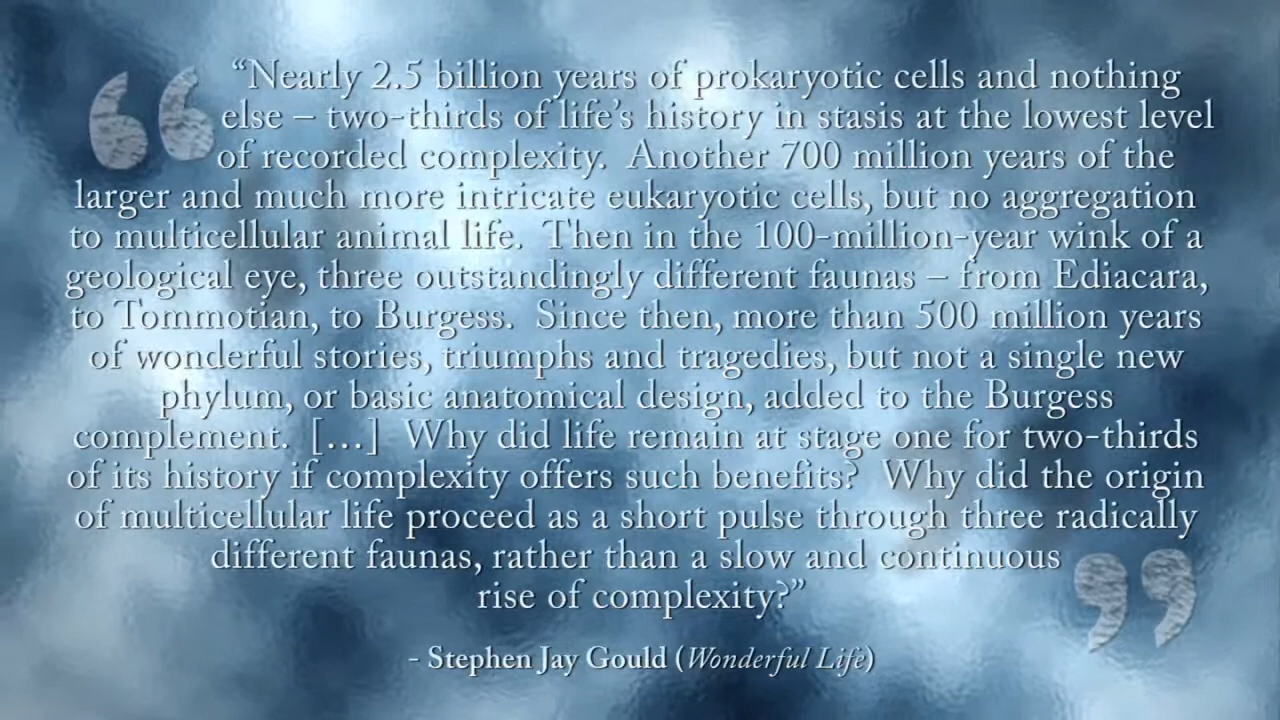 “Nearly 2.5 billion years of prokaryotic cells and nothing
else – two-thirds of life’s history in stasis at the lowest level
of recorded complexity.  Another 700 million years of the
larger and much more intricate eukaryotic cells, but no aggregation
to multicellular animal life.  Then in the 100-million-year wink of a
geological eye, three outstandingly different faunas – from Ediacara,
to Tommotian, to Burgess.  Since then, more than 500 million years
of wonderful stories, triumphs and tragedies, but not a single new
phylum, or basic anatomical design, added to the Burgess
complement.  […]  Why did life remain at stage one for two-thirds
of its history if complexity offers such benefits?  Why did the origin
of multicellular life proceed as a short pulse through three radically
different faunas, rather than a slow and continuous
rise of complexity?”
- Stephen Jay Gould (Wonderful Life)